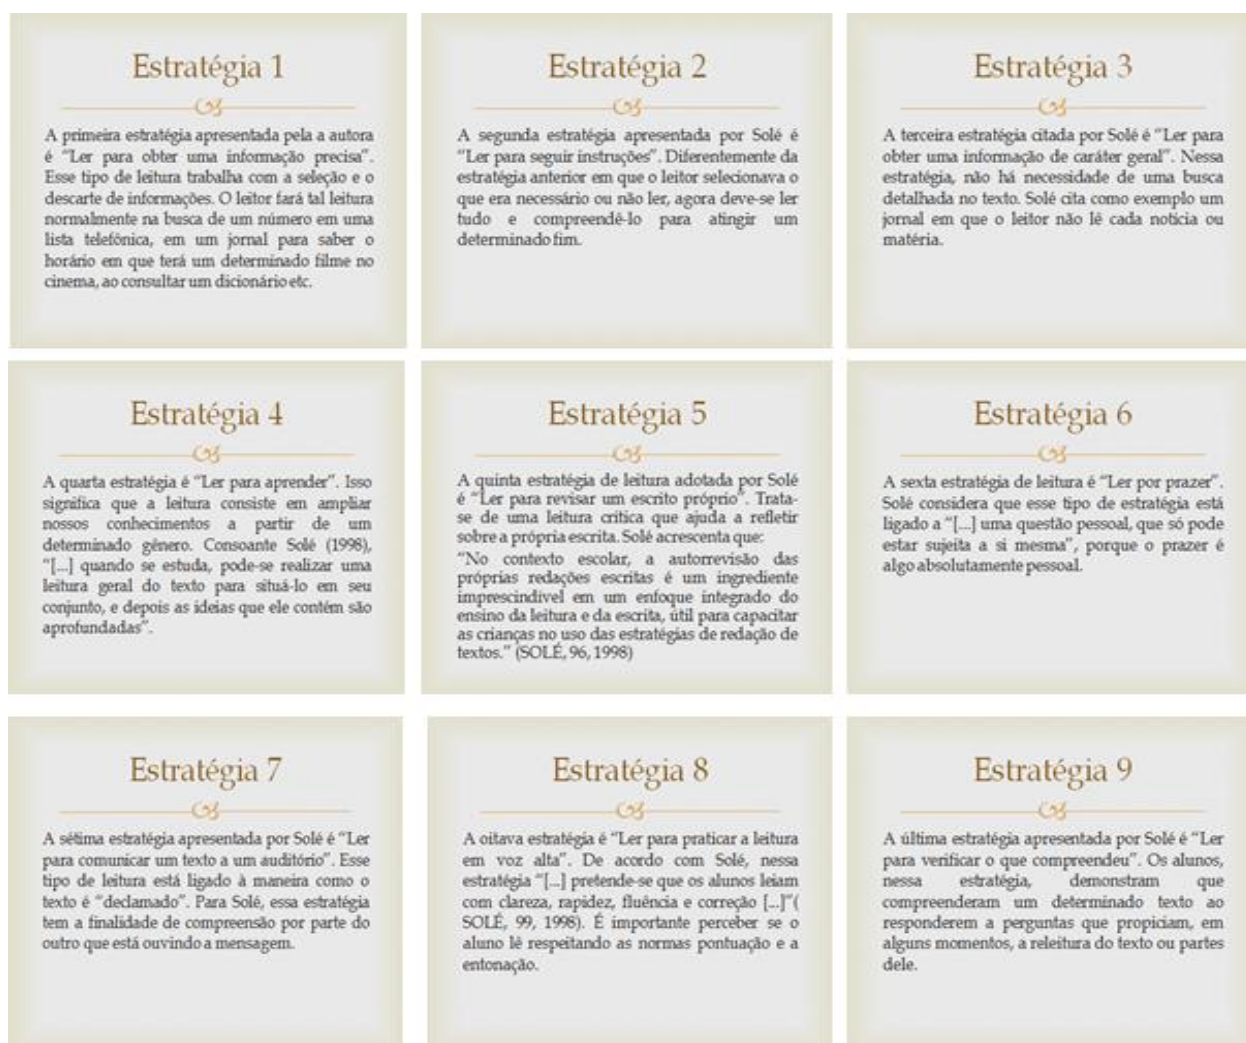 Estratégia 1
A primeira estratégia apresentada pela a autora
é “Ler para obter uma informação precisa”.
Esse tipo de leitura trabalha com a seleção e o
descarte de informações. O leitor fará tal leitura
normalmente na busca de um número em uma
lista telefônica, em um jornal para saber o
horário em que terá um determinado filme no
cinema, ao consultar um dicionário etc.
Estratégia 2
A segunda estratégia apresentada por Solé é
“Ler para seguir instruções”. Diferentemente da
estratégia anterior em que o leitor selecionava o
que era necessário ou não ler, agora deve-se ler
tudo e compreendê-lo para atingir um
determinado fim.
Estratégia 3
A terceira estratégia citada por Solé é “Ler para
obter uma informação de caráter geral”. Nessa
estratégia, não há necessidade de uma busca
detalhada no texto. Solé cita como exemplo um
jornal em que o leitor não lê cada notícia ou
matéria.
Estratégia 4
A quarta estratégia é “Ler para aprender”. Isso
significa que a leitura consiste em ampliar
nossos conhecimentos a partir de um
determinado gênero. Consoante Solé (1998),
“[...] quando se estuda, pode-se realizar uma
leitura geral do texto para situá-lo em seu
conjunto, e depois as ideias que ele contém são
aprofundadas”.
Estratégia 5
A quinta estratégia de leitura adotada por Solé
é “Ler para revisar um escrito próprio”. Trata-
se de uma leitura crítica que ajuda a refletir
sobre a própria escrita. Solé acrescenta que:
“No contexto escolar, a autorrevisão das
próprias redações escritas é um ingrediente
imprescindível em um enfoque integrado do
ensino da leitura e da escrita, útil para capacitar
as crianças no uso das estratégias de redação de
textos.” (SOLÉ, 96, 1998)
Estratégia 6
A sexta estratégia de leitura é “Ler por prazer”.
Solé considera que esse tipo de estratégia está
ligado a “[...] uma questão pessoal, que só pode
estar sujeita a si mesma”, porque o prazer é
algo absolutamente pessoal.
Estratégia 7
A sétima estratégia apresentada por Solé é “Ler
para comunicar um texto a um auditório”. Esse
tipo de leitura está ligado à maneira como o
texto é “declamado”. Para Solé, essa estratégia
tem a finalidade de compreensão por parte do
outro que está ouvindo a mensagem.
Estratégia 8
A oitava estratégia é “Ler para praticar a leitura
em voz alta”. De acordo com Solé, nessa
estratégia “[...] pretende-se que os alunos leiam
com clareza, rapidez, fluência e correção [...]”(
SOLÉ, 99, 1998). É importante perceber se o
aluno lê respeitando as normas pontuação e a
entonação.
Estratégia 9
A última estratégia apresentada por Solé é “Ler
para verificar o que compreendeu”. Os alunos,
nessa estratégia, demonstram que
compreenderam um determinado texto ao
responderem a perguntas que propiciam, em
alguns momentos, a releitura do texto ou partes
dele.